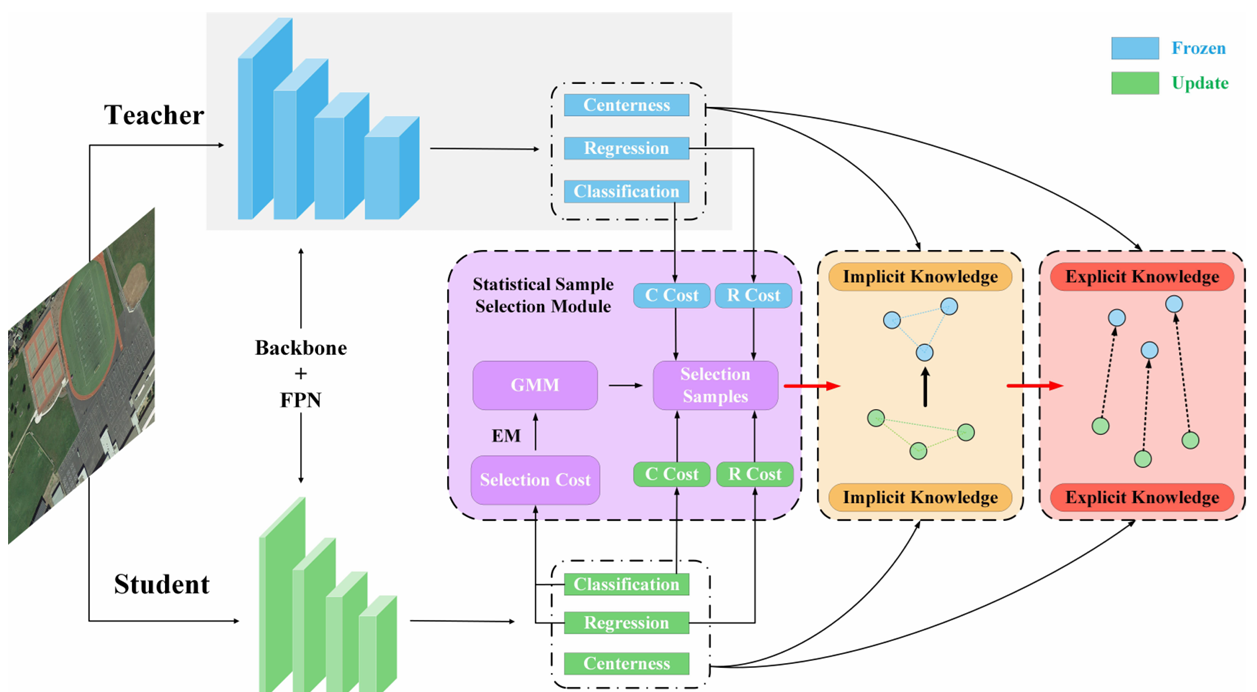 Frozen
Update
Teacher
Centerness
Regression
Classification
Backbone
+
FPN
Statistical Sample
Selection Module
C Cost
R Cost
GMM
Selection
Samples
EM
Selection Cost
C Cost
R Cost
Implicit Knowledge
Implicit Knowledge
Explicit Knowledge
Explicit Knowledge
Student
Classification
Regression
Centerness